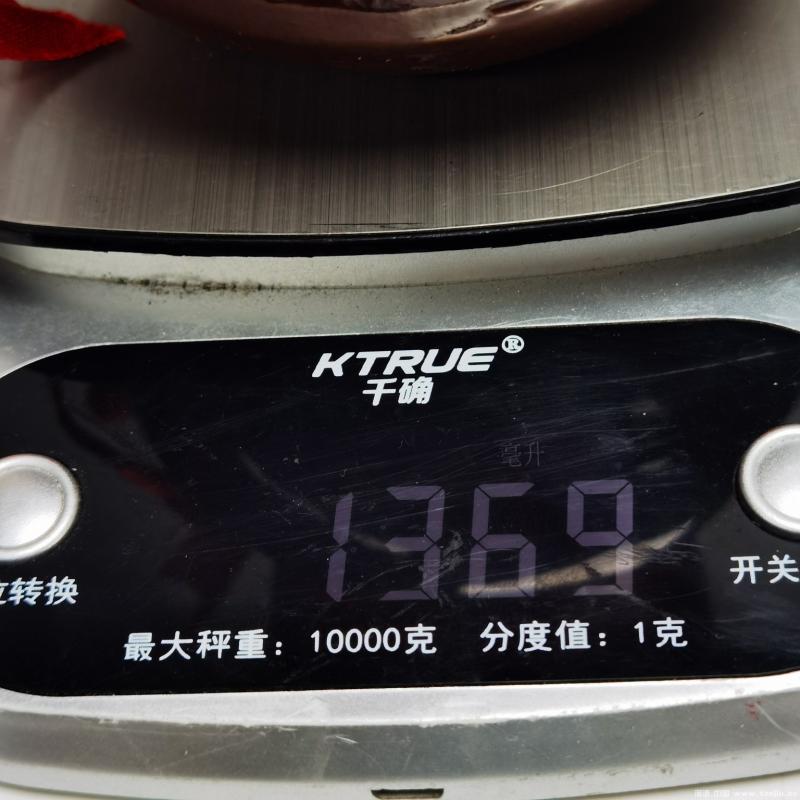 KTRUE®
千确
毫升
1369
转换
开关
最大秤重：10000克 分度值：1克